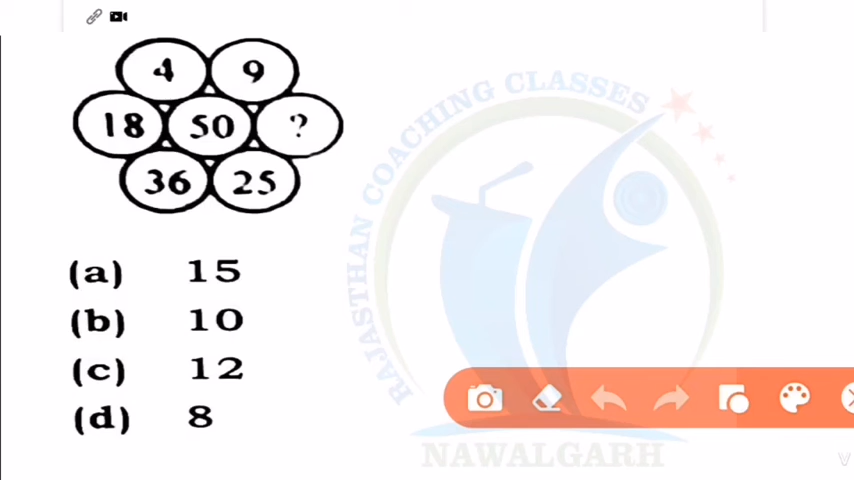 4 9
18 50 ?
36 25
(a) 15
(b) 10
(c) 12
(d) 8
RAJASTHAN COACHING CLASSES
NAWALGARH